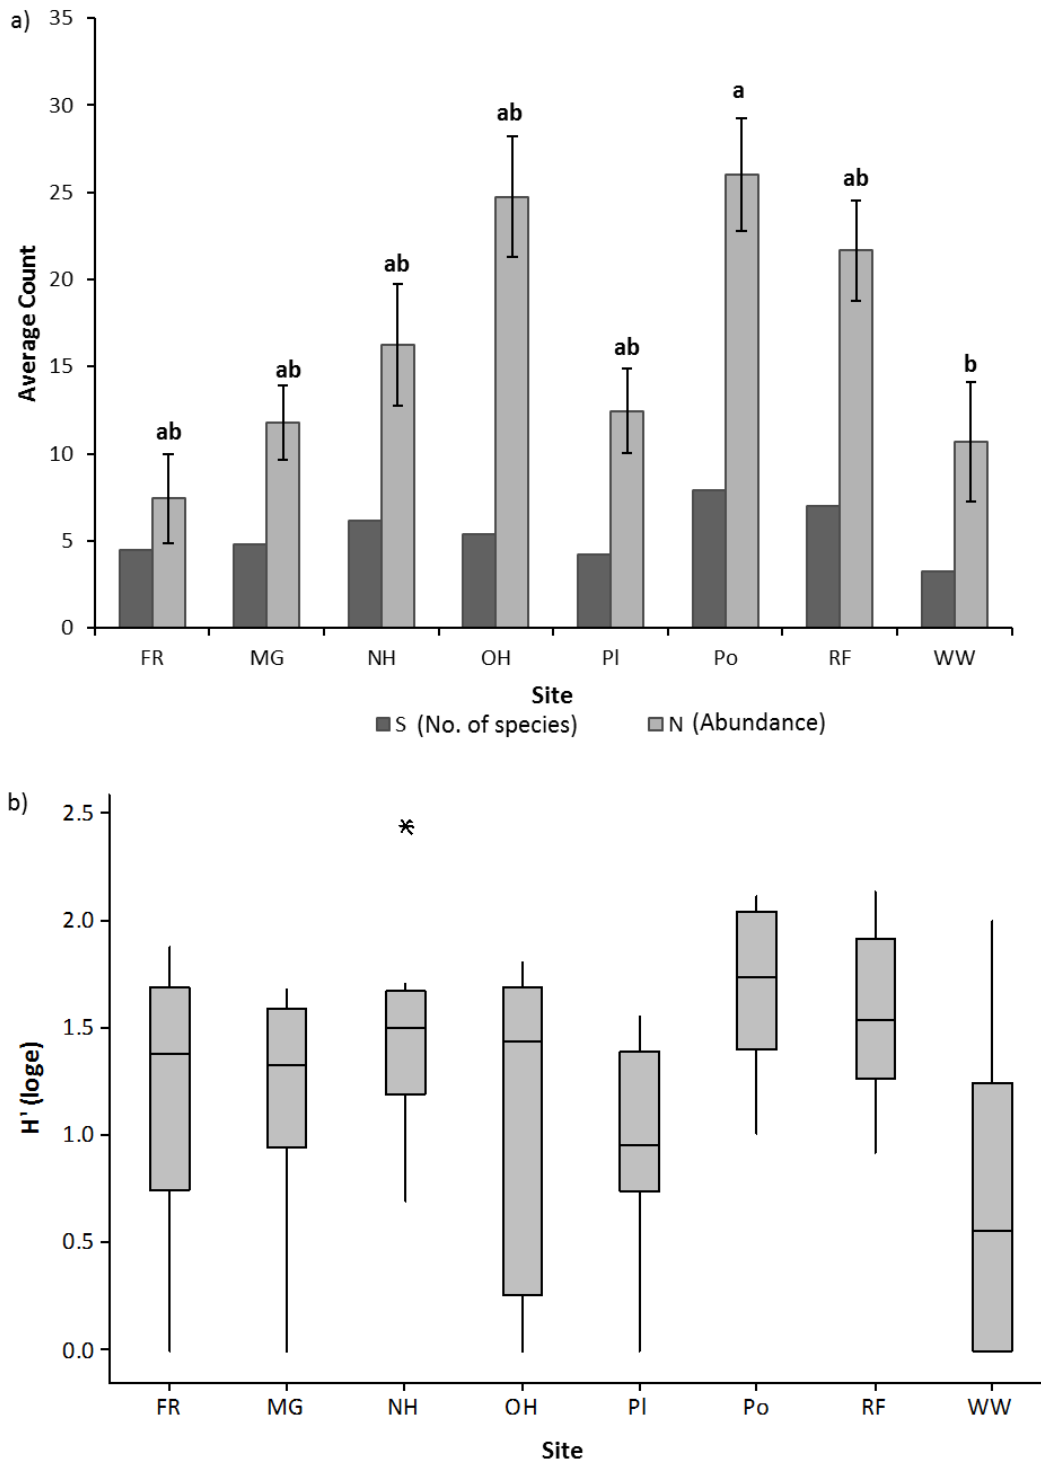 a)
35
30
25
20
15
10
5
0
Average Count
ab
ab
ab
ab
ab
a
ab
b
FR MG NH OH Pl Po RF WW
Site
S (No. of species) N (Abundance)
b)
2.5
2.0
1.5
1.0
0.5
0.0
H' (loge)
FR MG NH OH Pl Po RF WW
Site